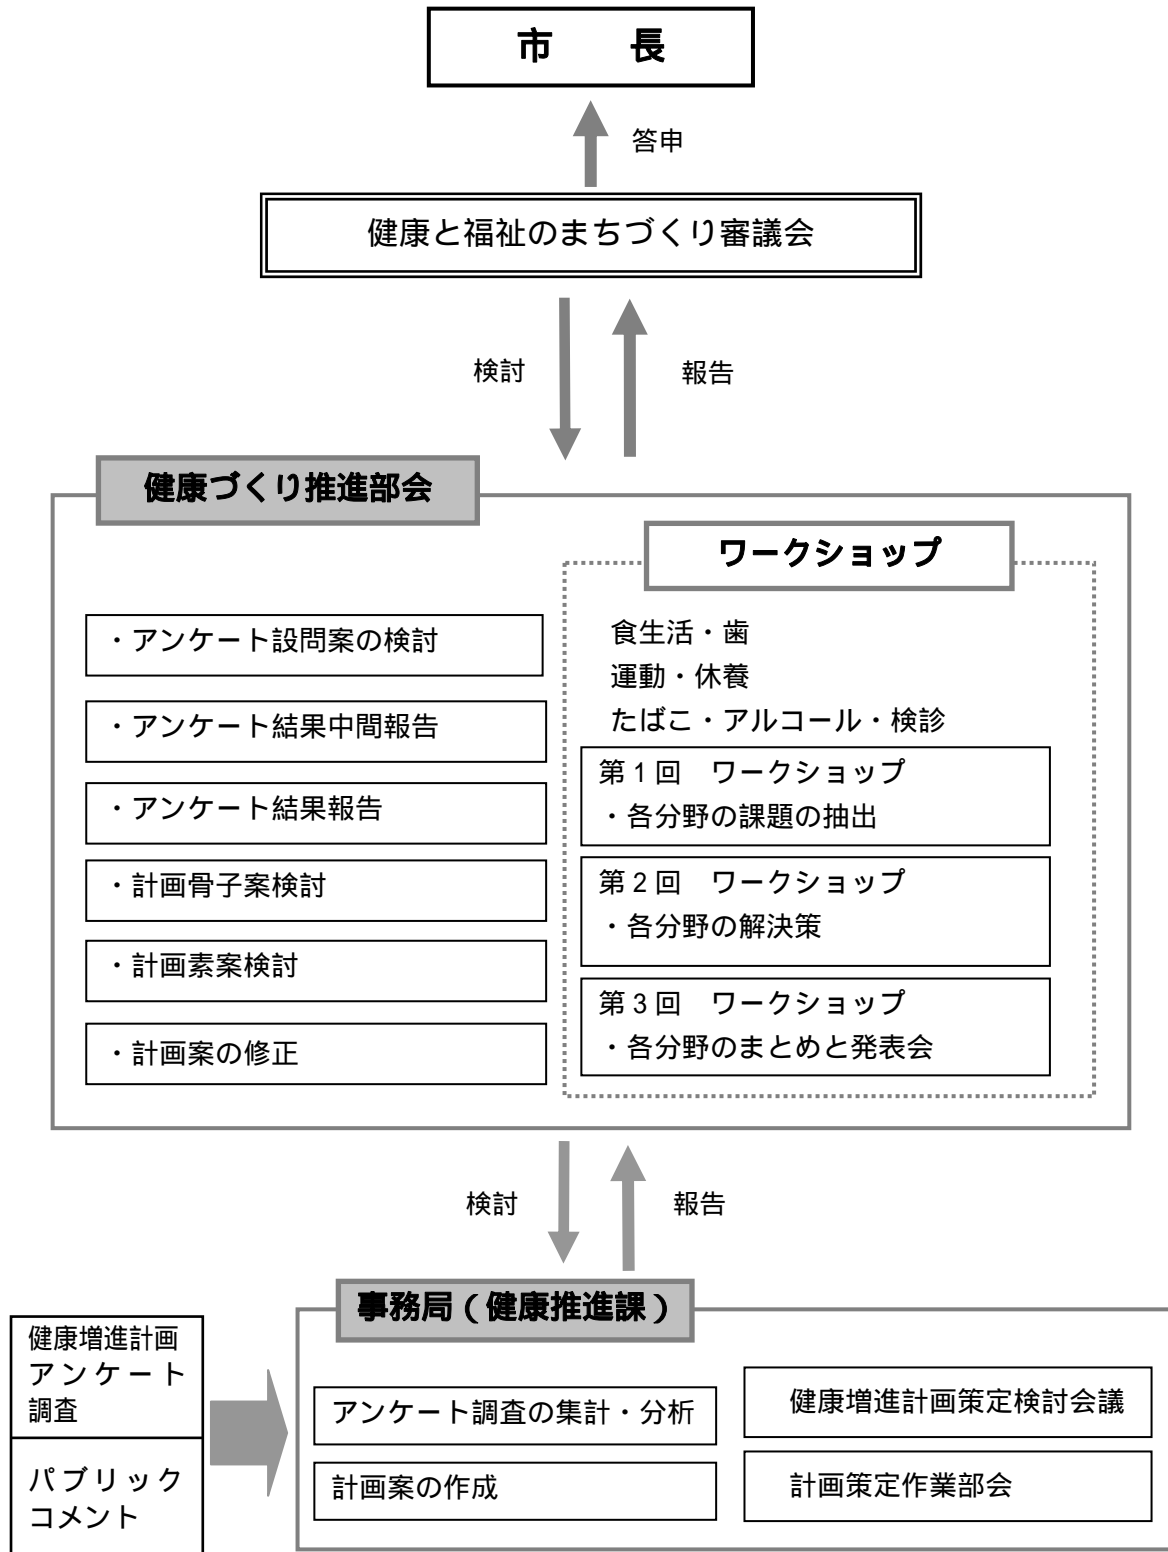 市　　長
答申
健康と福祉のまちづくり審議会
検討
報告
健康づくり推進部会
・アンケート設問案の検討
・アンケート結果中間報告
・アンケート結果報告
・計画骨子案検討
・計画素案検討
・計画案の修正
ワークショップ
食生活・歯
運動・休養
たばこ・アルコール・検診
第1回　ワークショップ
・各分野の課題の抽出
第2回　ワークショップ
・各分野の解決策
第3回　ワークショップ
・各分野のまとめと発表会
検討
報告
健康増進計画
アンケート
調査
パブリック
コメント
事務局（健康推進課）
アンケート調査の集計・分析
計画案の作成
健康増進計画策定検討会議
計画策定作業部会